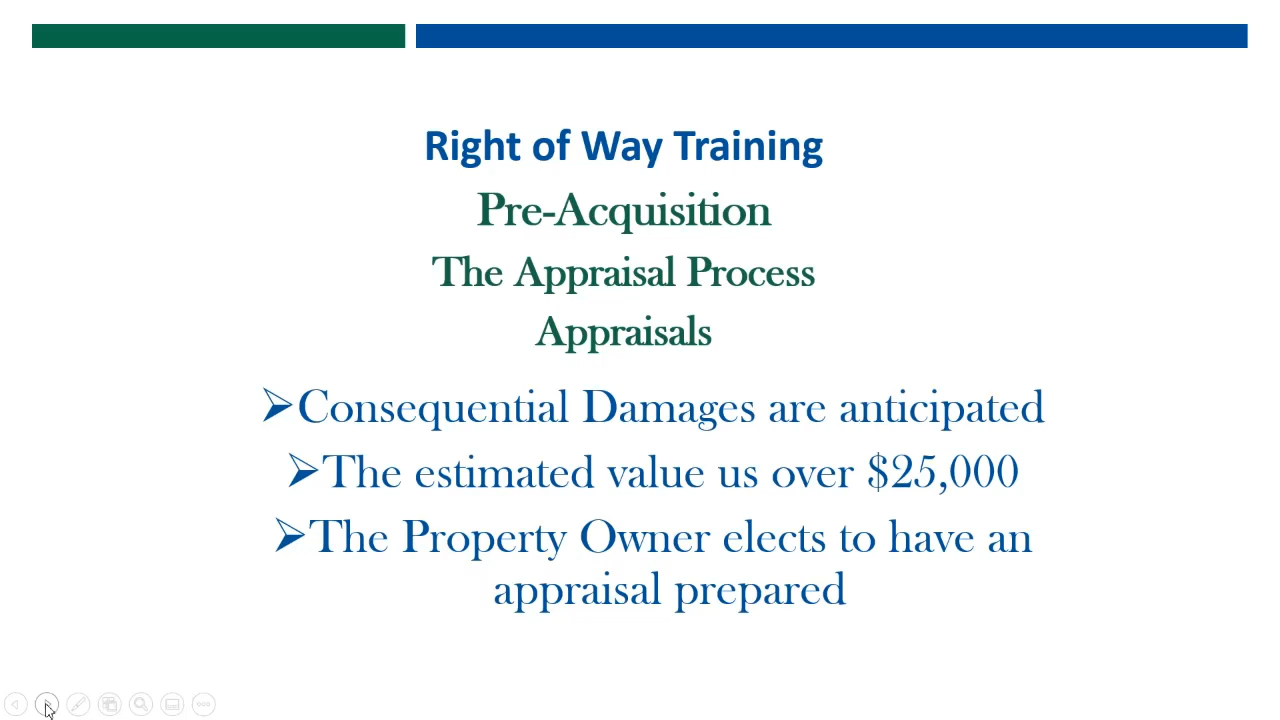 Right of Way Training
Pre-Acquisition
The Appraisal Process
Appraisals
➢Consequential Damages are anticipated
➢The estimated value us over $25,000
➢The Property Owner elects to have an
appraisal prepared